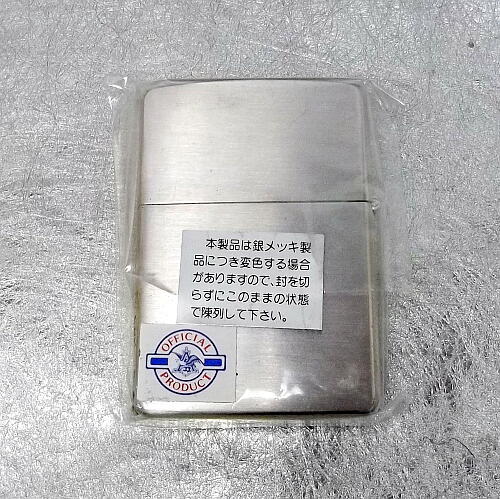 本製品は銀メッキ製
品につき変色する場合
がありますので、封を切
らずにこのままの状態
で陳列して下さい。
OFFICIAL
PRODUCT